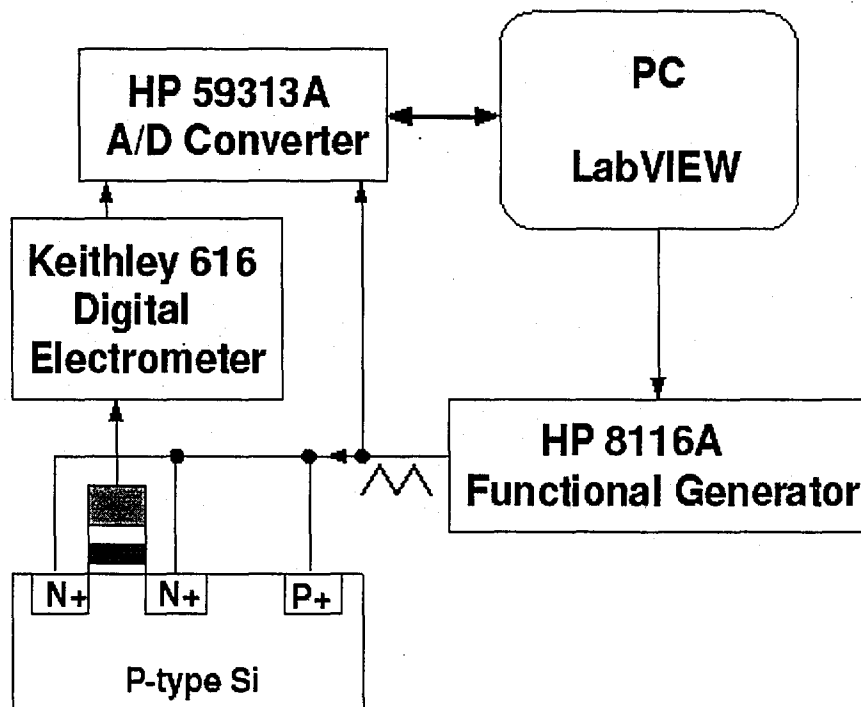 HP 59313A
A/D Converter
PC
LabVIEW
Keithley 616
Digital
Electrometer
HP 8116A
Functional Generator
N+
N+
P+
P-type Si